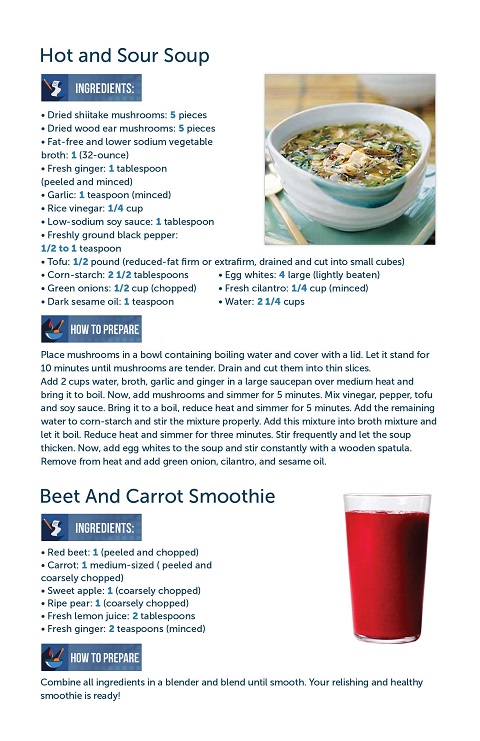 Hot and Sour Soup
INGREDIENTS:
• Dried shiitake mushrooms: 5 pieces
• Dried wood ear mushrooms: 5 pieces
• Fat-free and lower sodium vegetable
broth: 1 (32-ounce)
• Fresh ginger: 1 tablespoon
(peeled and minced)
• Garlic: 1 teaspoon (minced)
• Rice vinegar: 1/4 cup
• Low-sodium soy sauce: 1 tablespoon
• Freshly ground black pepper:
1/2 to 1 teaspoon
• Tofu: 1/2 pound (reduced-fat firm or extrafirm, drained and cut into small cubes)
• Corn-starch: 2 1/2 tablespoons • Egg whites: 4 large (lightly beaten)
• Green onions: 1/2 cup (chopped) • Fresh cilantro: 1/4 cup (minced)
• Dark sesame oil: 1 teaspoon • Water: 2 1/4 cups
HOW TO PREPARE
Place mushrooms in a bowl containing boiling water and cover with a lid. Let it stand for
10 minutes until mushrooms are tender. Drain and cut them into thin slices.
Add 2 cups water, broth, garlic and ginger in a large saucepan over medium heat and
bring it to boil. Now, add mushrooms and simmer for 5 minutes. Mix vinegar, pepper, tofu
and soy sauce. Bring it to a boil, reduce heat and simmer for 5 minutes. Add the remaining
water to corn-starch and stir the mixture properly. Add this mixture into broth mixture and
let it boil. Reduce heat and simmer for three minutes. Stir frequently and let the soup
thicken. Now, add egg whites to the soup and stir constantly with a wooden spatula.
Remove from heat and add green onion, cilantro, and sesame oil.
Beet And Carrot Smoothie
INGREDIENTS:
• Red beet: 1 (peeled and chopped)
• Carrot: 1 medium-sized ( peeled and
coarsely chopped)
• Sweet apple: 1 (coarsely chopped)
• Ripe pear: 1 (coarsely chopped)
• Fresh lemon juice: 2 tablespoons
• Fresh ginger: 2 teaspoons (minced)
HOW TO PREPARE
Combine all ingredients in a blender and blend until smooth. Your relishing and healthy
smoothie is ready!